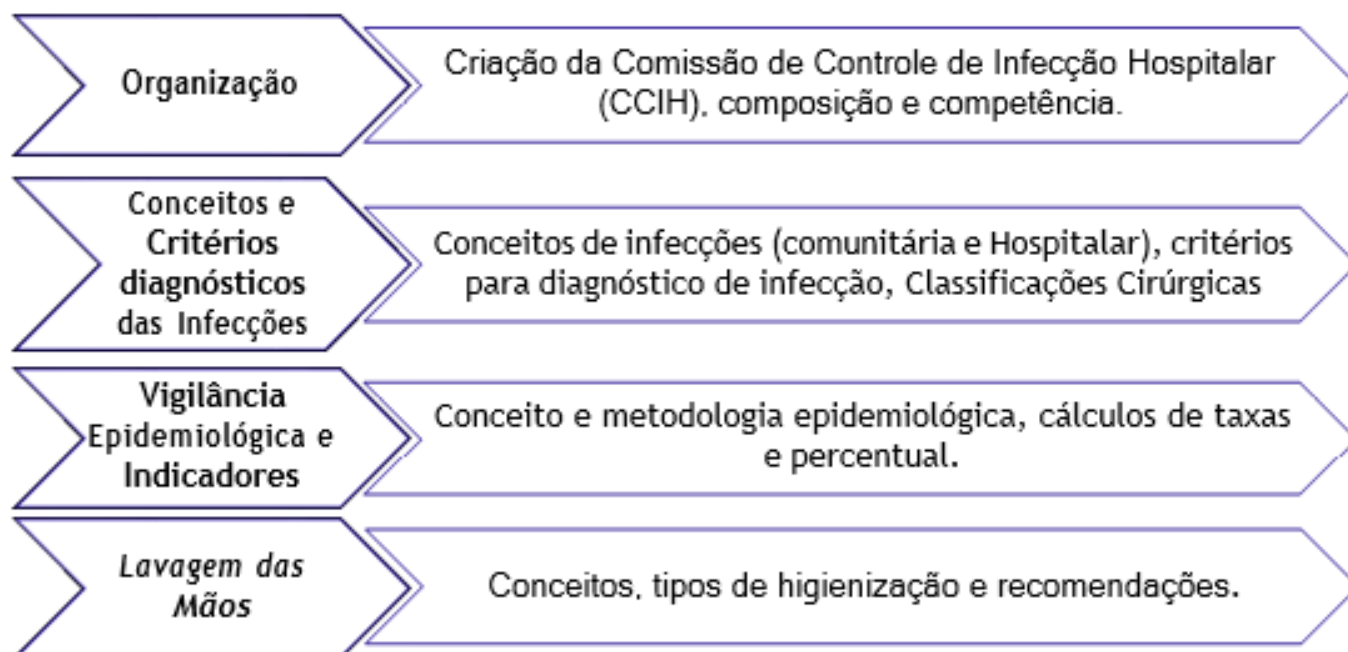 Organização
Criação da Comissão de Controle de Infecção Hospitalar
(CCIH), composição e competência.
Conceitos e
Critérios
diagnósticos
das Infecções
Conceitos de infecções (comunitária e Hospitalar), critérios
para diagnóstico de infecção, Classificações Cirúrgicas
Vigilância
Epidemiológica e
Indicadores
Conceito e metodologia epidemiológica, cálculos de taxas
e percentual.
Lavagem das
Mãos
Conceitos, tipos de higienização e recomendações.